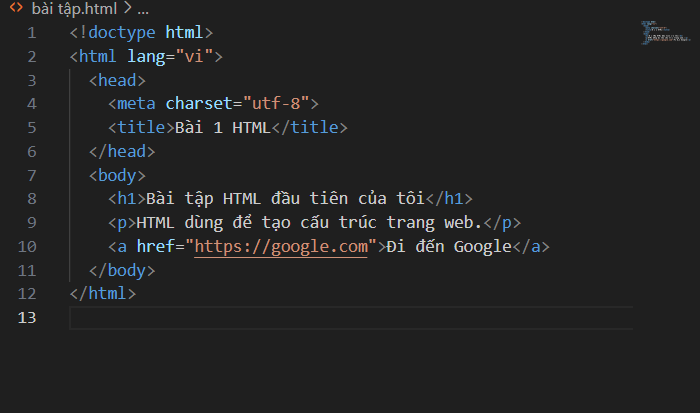 bài tập.html > ...
1 <!doctype html>
2 <html lang="vi">
3 <head>
4 <meta charset="utf-8">
5 <title>Bài 1 HTML</title>
6 </head>
7 <body>
8 <h1>Bài tập HTML đầu tiên của tôi</h1>
9 <p>HTML dùng để tạo cấu trúc trang web.</p>
10 <a href="https://google.com">Đi đến Google</a>
11 </body>
12 </html>
13